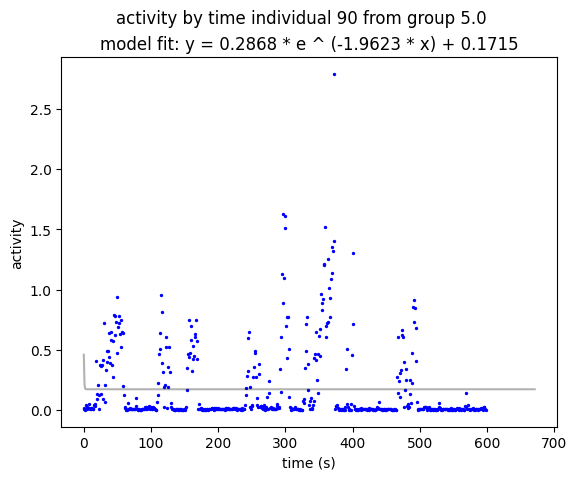 activity by time individual 90 from group 5.0
model fit: y = 0.2868 * e ^ (-1.9623 * x) + 0.1715
2.5
2.0
1.5
1.0
0.5
0.0
activity
0 100 200 300 400 500 600 700
time (s)